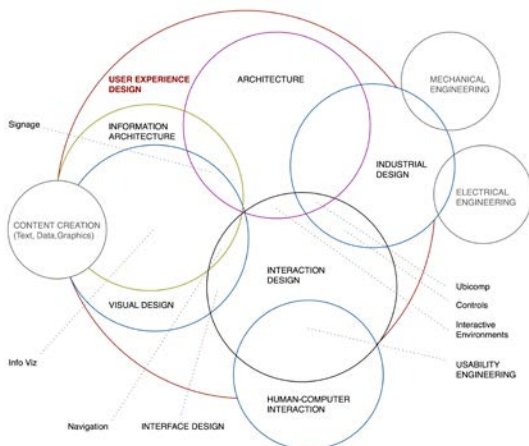 USER EXPERIENCE
DESIGN
ARCHITECTURE
MECHANICAL
ENGINEERING
Signage
INFORMATION
ARCHITECTURE
INDUSTRIAL
DESIGN
ELECTRICAL
ENGINEERING
CONTENT CREATION
(Text, Data,Graphics)
INTERACTION
DESIGN
VISUAL DESIGN
Ubicomp
Controls
Interactive
Environments
Info Viz
USABILITY
ENGINEERING
HUMAN-COMPUTER
INTERACTION
Navigation
INTERFACE DESIGN